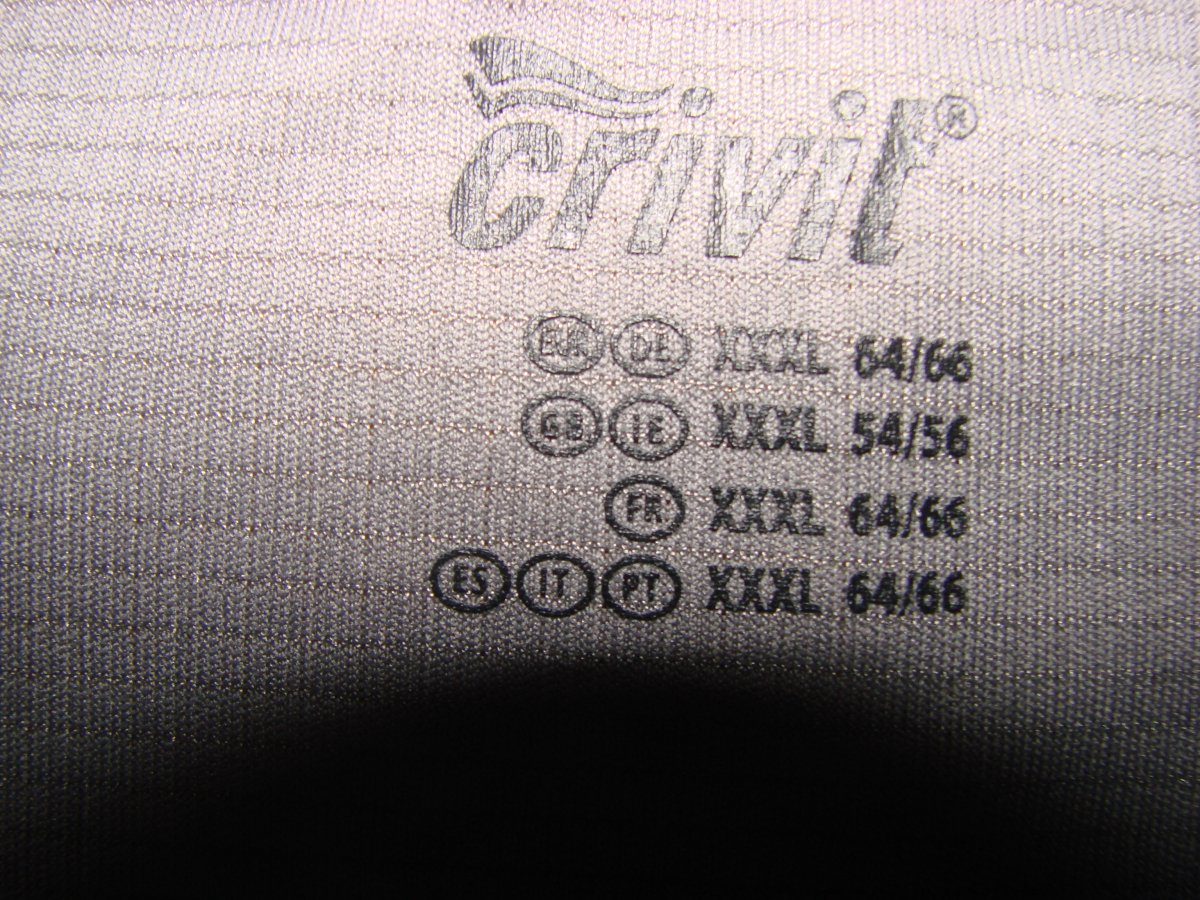 crivit®
EUR DE XXXL 64/66
GB IE XXXL 54/56
FR XXXL 64/66
ES IT PT XXXL 64/66